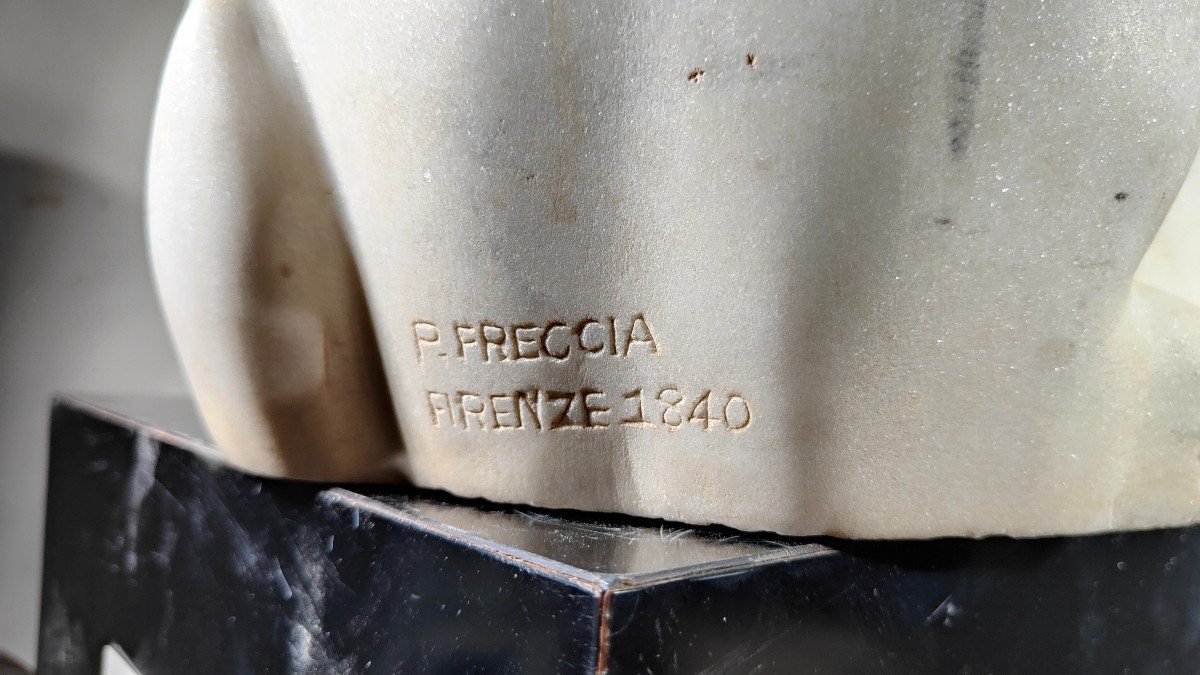 P. FRECCIA
FIRENZE 1840